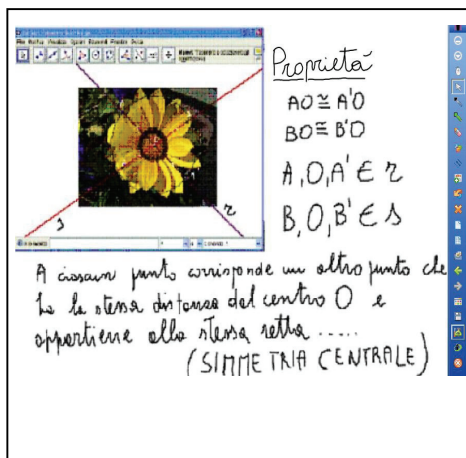 Proprietà
AO ≅ A'O
BO ≅ B'O
A, O, A' ∈ r
B, O, B' ∈ s
s
r
A ciascun punto corrisponde un altro punto che
ha la stessa distanza dal centro O e
appartiene alla stessa retta .....
(SIMMETRIA CENTRALE)